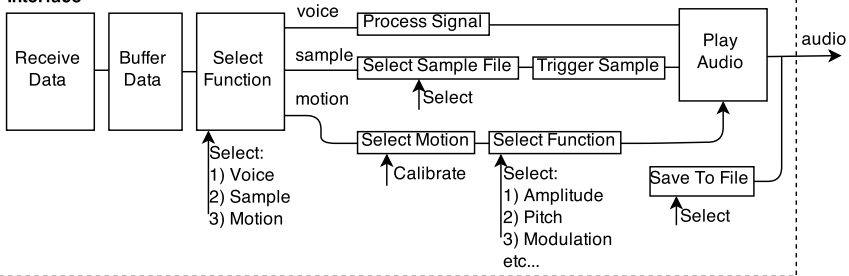 Receive
Data
Buffer
Data
Select
Function
voice
Process Signal
sample
Select Sample File
Trigger Sample
Select
motion
Select Motion
Select Function
Calibrate
Play
Audio
audio
Save To File
Select
Select:
1) Voice
2) Sample
3) Motion
Select:
1) Amplitude
2) Pitch
3) Modulation
etc...